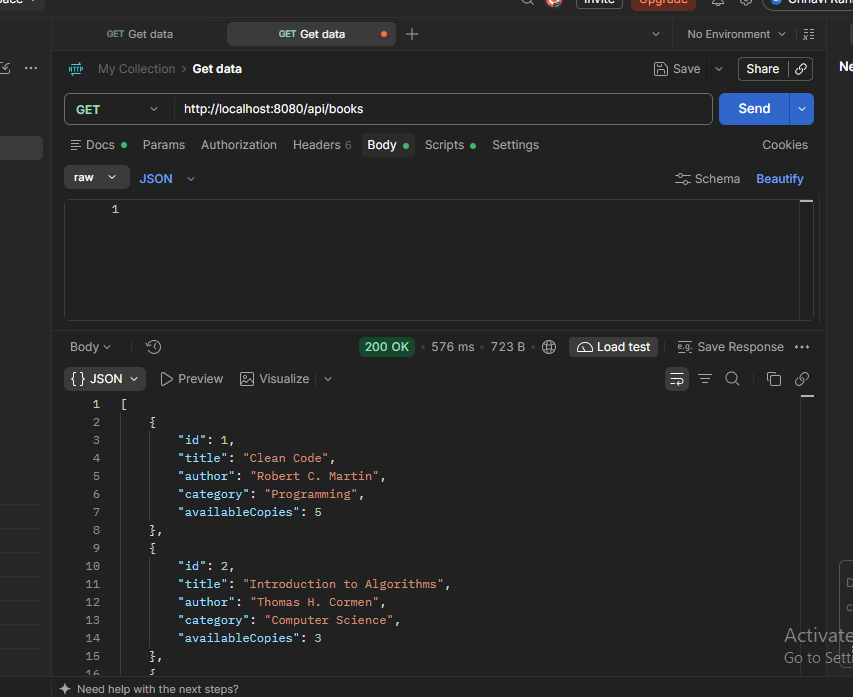 Invite Upgrade
GET Get data GET Get data No Environment
HTTP My Collection > Get data Save Share
GET http://localhost:8080/api/books Send
Docs Params Authorization Headers 6 Body Scripts Settings Cookies
raw JSON Schema Beautify
1
Body 200 OK • 576 ms • 723 B • Load test e.g. Save Response
{ } JSON Preview Visualize
1 [
2 {
3 "id": 1,
4 "title": "Clean Code",
5 "author": "Robert C. Martin",
6 "category": "Programming",
7 "availableCopies": 5
8 },
9 {
10 "id": 2,
11 "title": "Introduction to Algorithms",
12 "author": "Thomas H. Cormen",
13 "category": "Computer Science",
14 "availableCopies": 3
15 },
16 {
Activate
Go to Setti
Need help with the next steps?